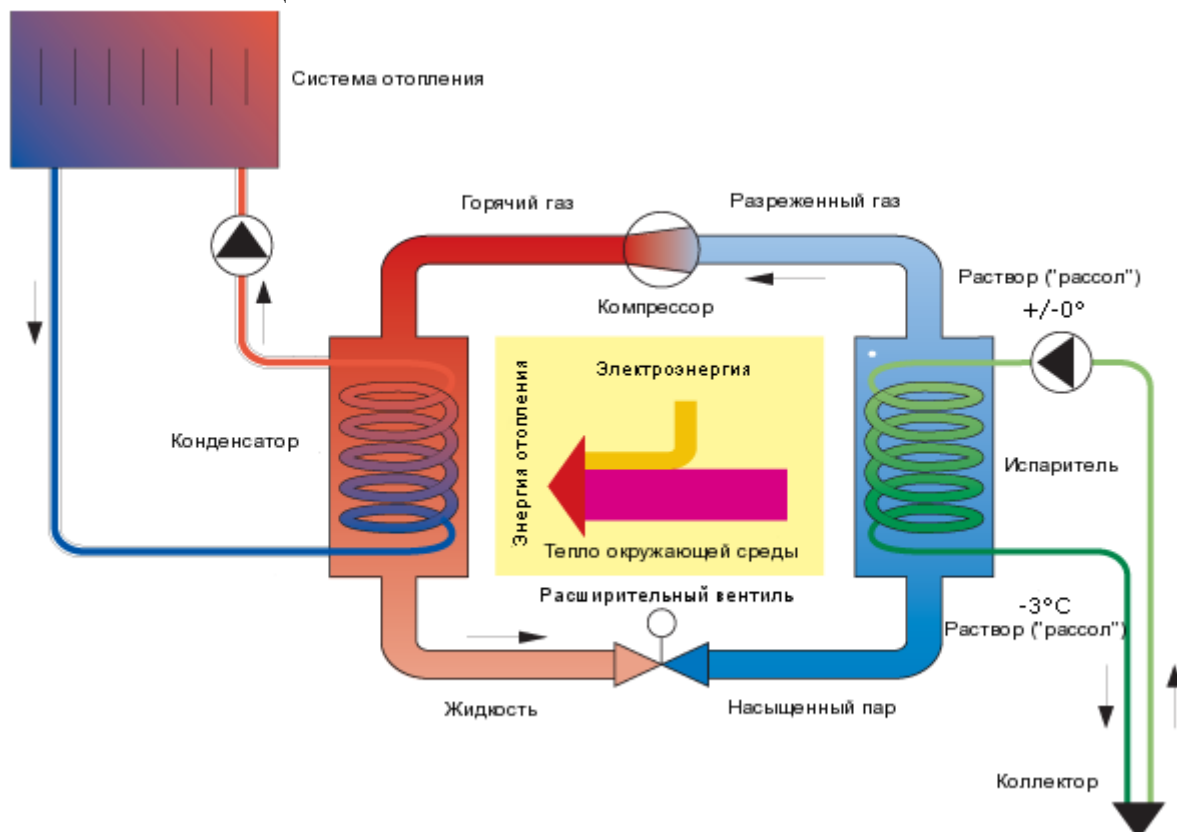 Система отопления
Горячий газ
Разреженный газ
Компрессор
Раствор ("рассол")
+/-0°
Электроэнергия
Энергия отопления
Конденсатор
Испаритель
Тепло окружающей среды
Расширительный вентиль
-3°C
Раствор ("рассол")
Жидкость
Насыщенный пар
Коллектор